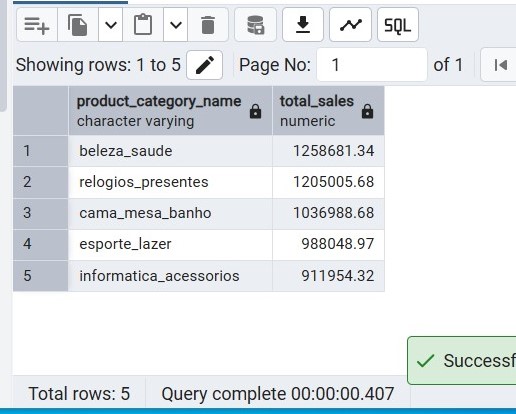 SQL
Showing rows: 1 to 5 Page No: 1 of 1
product_category_name total_sales
character varying numeric
1 beleza_saude 1258681.34
2 relogios_presentes 1205005.68
3 cama_mesa_banho 1036988.68
4 esporte_lazer 988048.97
5 informatica_acessorios 911954.32
Successf
Total rows: 5 Query complete 00:00:00.407